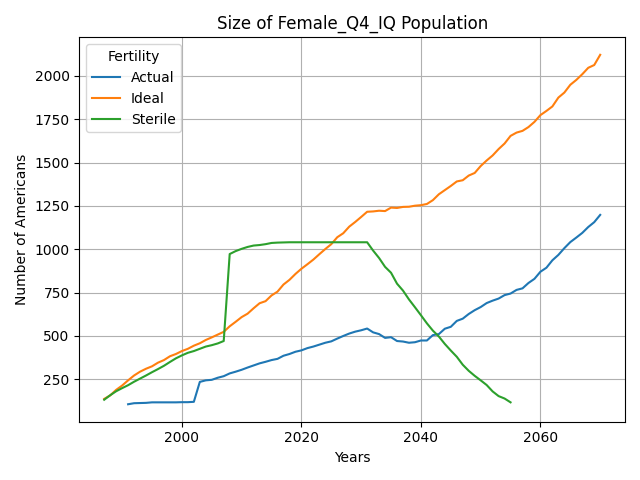 Size of Female_Q4_IQ Population
Fertility
Actual
Ideal
Sterile
Number of Americans
2000
1750
1500
1250
1000
750
500
250
2000
2020
2040
2060
Years